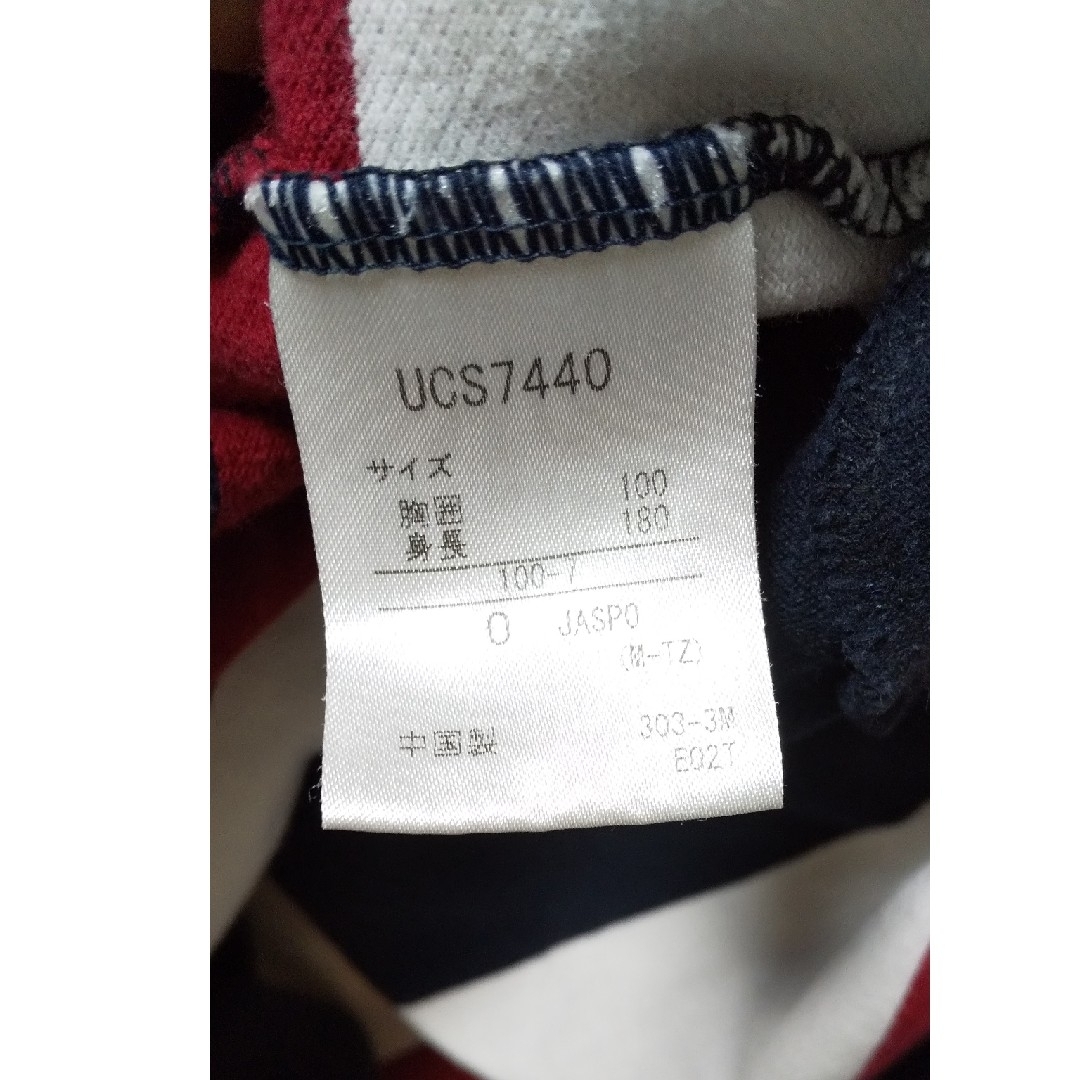 UCS7440
サイズ
胸囲 100
身長 180
100-7
O JASPO
(M-TZ)
中国製 303-3M
E02T